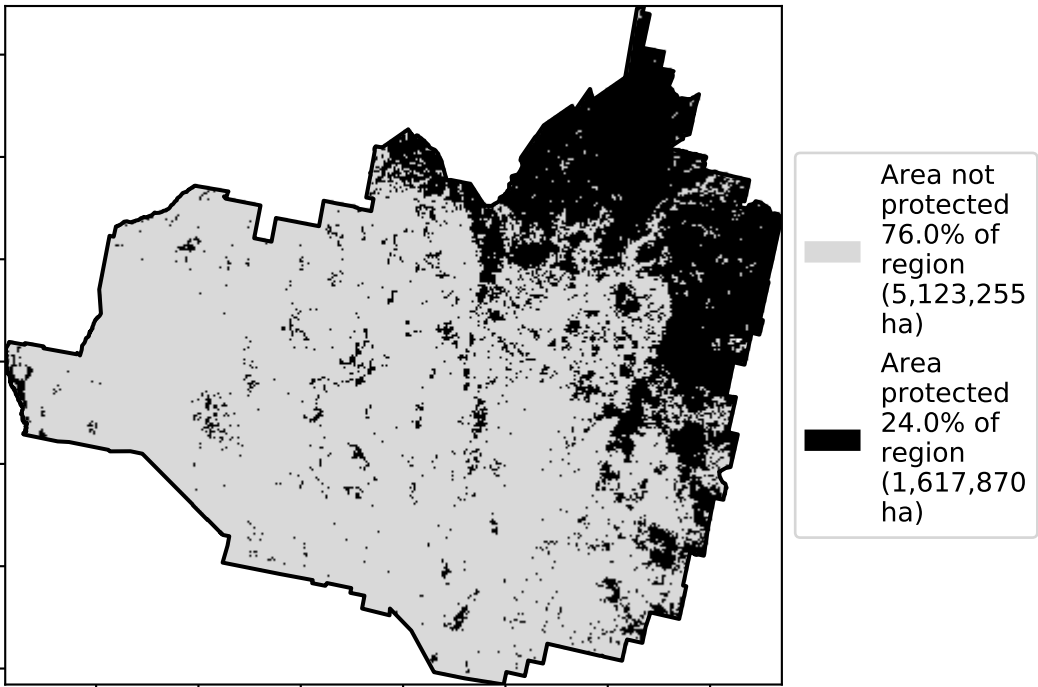 Area not
protected
76.0% of
region
(5,123,255
ha)
Area
protected
24.0% of
region
(1,617,870
ha)